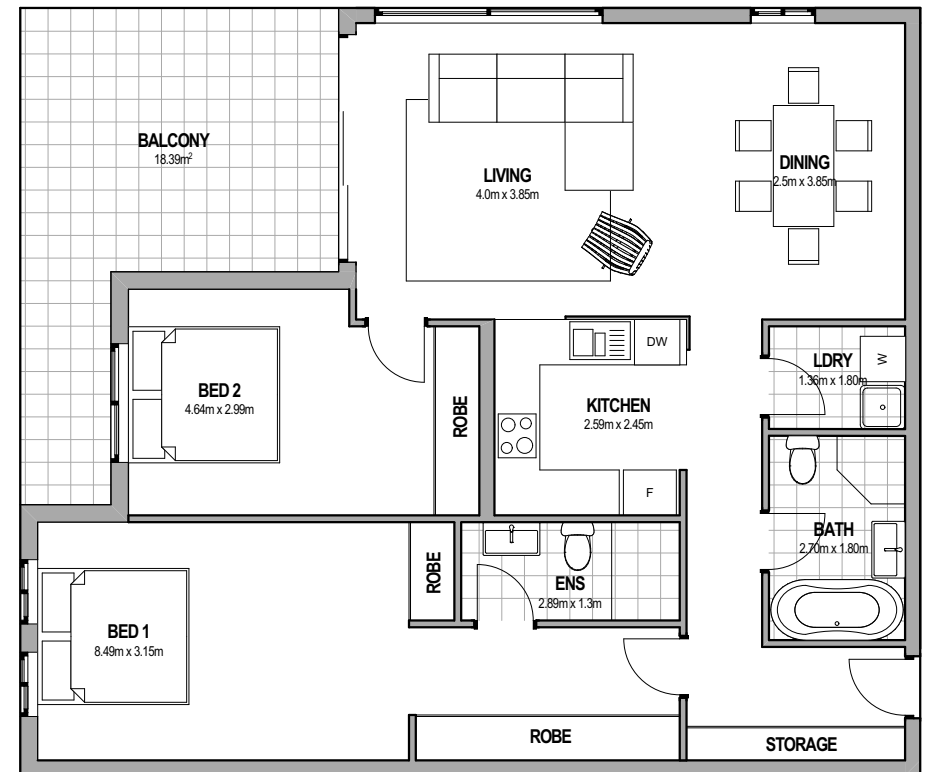 BALCONY
18.39m²
LIVING
4.0m x 3.85m
DINING
2.5m x 3.85m
DW
LDRY
1.36m x 1.80m
W
BED 2
4.64m x 2.99m
ROBE
KITCHEN
2.59m x 2.45m
F
BATH
2.70m x 1.80m
ROBE
ENS
2.89m x 1.3m
BED 1
8.49m x 3.15m
ROBE
STORAGE